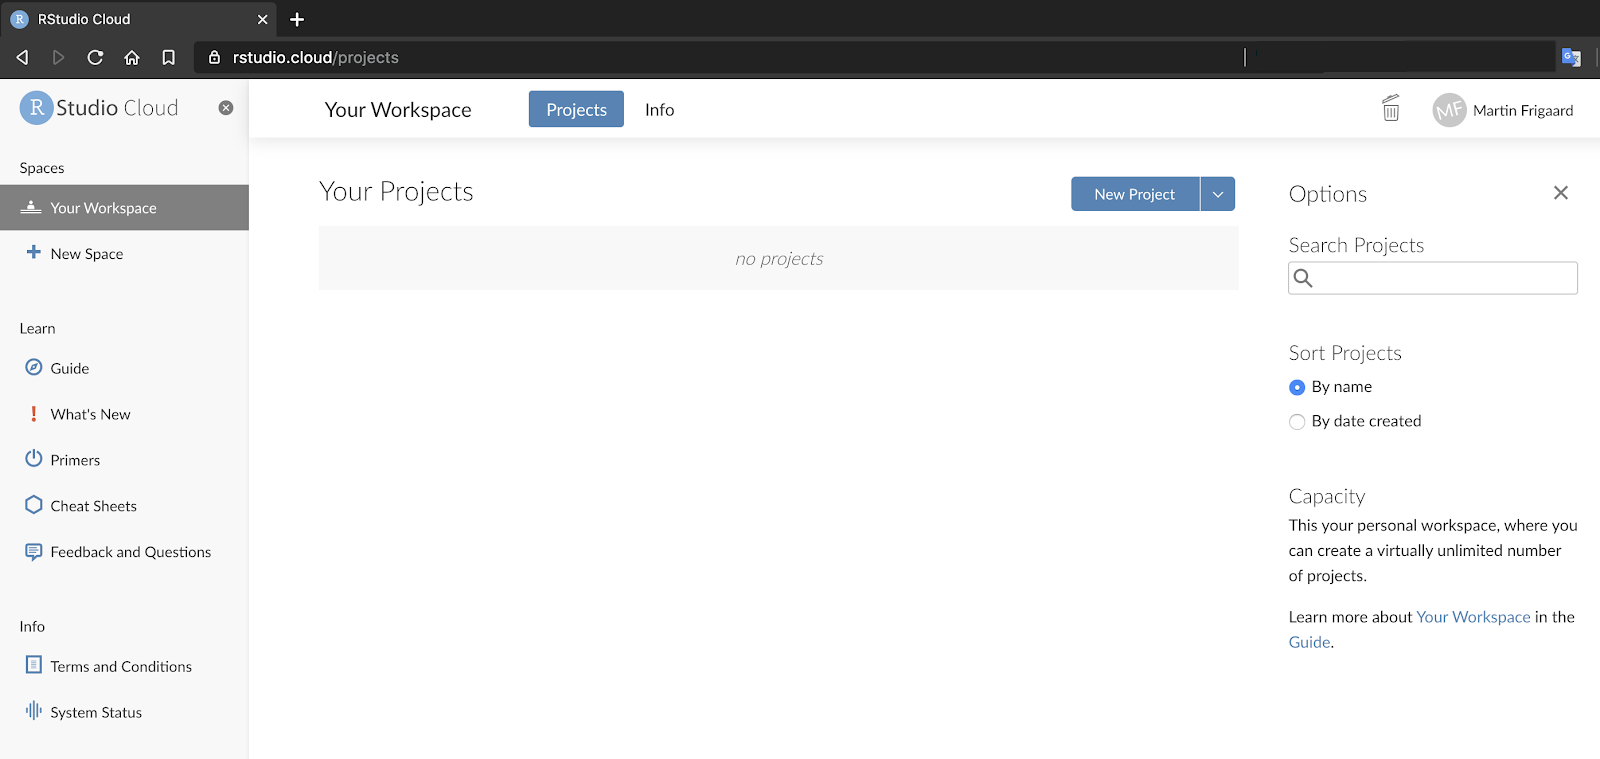 R RStudio Cloud
rstudio.cloud/projects
RStudio Cloud
Your Workspace
Projects
Info
MF
Martin Frigaard
Spaces
Your Workspace
New Space
Learn
Guide
What's New
Primers
Cheat Sheets
Feedback and Questions
Info
Terms and Conditions
System Status
Your Projects
New Project
no projects
Options
Search Projects
Sort Projects
By name
By date created
Capacity
This your personal workspace, where you
can create a virtually unlimited number
of projects.
Learn more about Your Workspace in the
Guide.